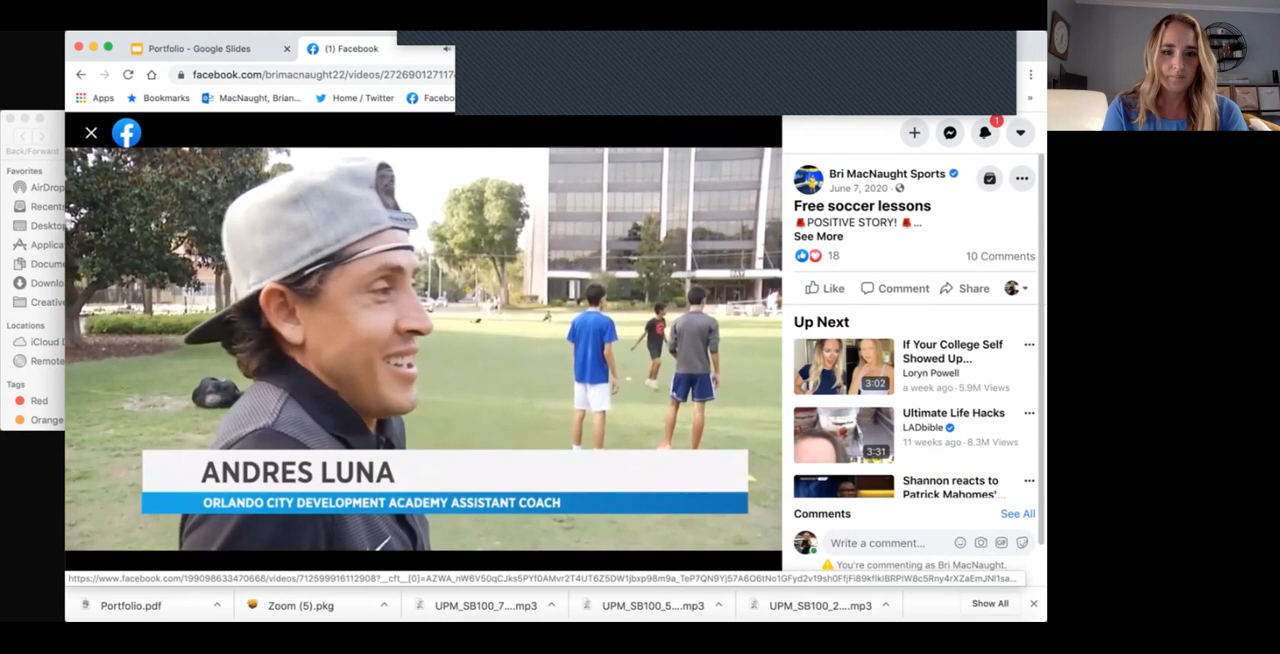 Portfolio - Google Slides
(1) Facebook
facebook.com/brimacnaught22/videos/272690127117
Apps
Bookmarks
MacNaught, Brian...
Home / Twitter
Facebo
Back/Forward
Favorites
AirDrop
Recents
Desktop
Applica
Docume
Downlo
Creative
Locations
iCloud
Remote
Tags
Red
Orange
1
Bri MacNaught Sports
June 7, 2020 ·
Free soccer lessons
POSITIVE STORY! ...
See More
18
10 Comments
Like
Comment
Share
Up Next
If Your College Self
Showed Up...
Loryn Powell
a week ago · 5.9M Views
3:02
Ultimate Life Hacks
LADbible
11 weeks ago · 8.3M Views
3:31
Shannon reacts to
Patrick Mahomes'...
Comments
See All
Write a comment...
GIF
You're commenting as Bri MacNaught.
ANDRES LUNA
ORLANDO CITY DEVELOPMENT ACADEMY ASSISTANT COACH
Portfolio.pdf
Zoom (5).pkg
UPM_SB100_7....mp3
UPM_SB100_5....mp3
UPM_SB100_2....mp3
Show All